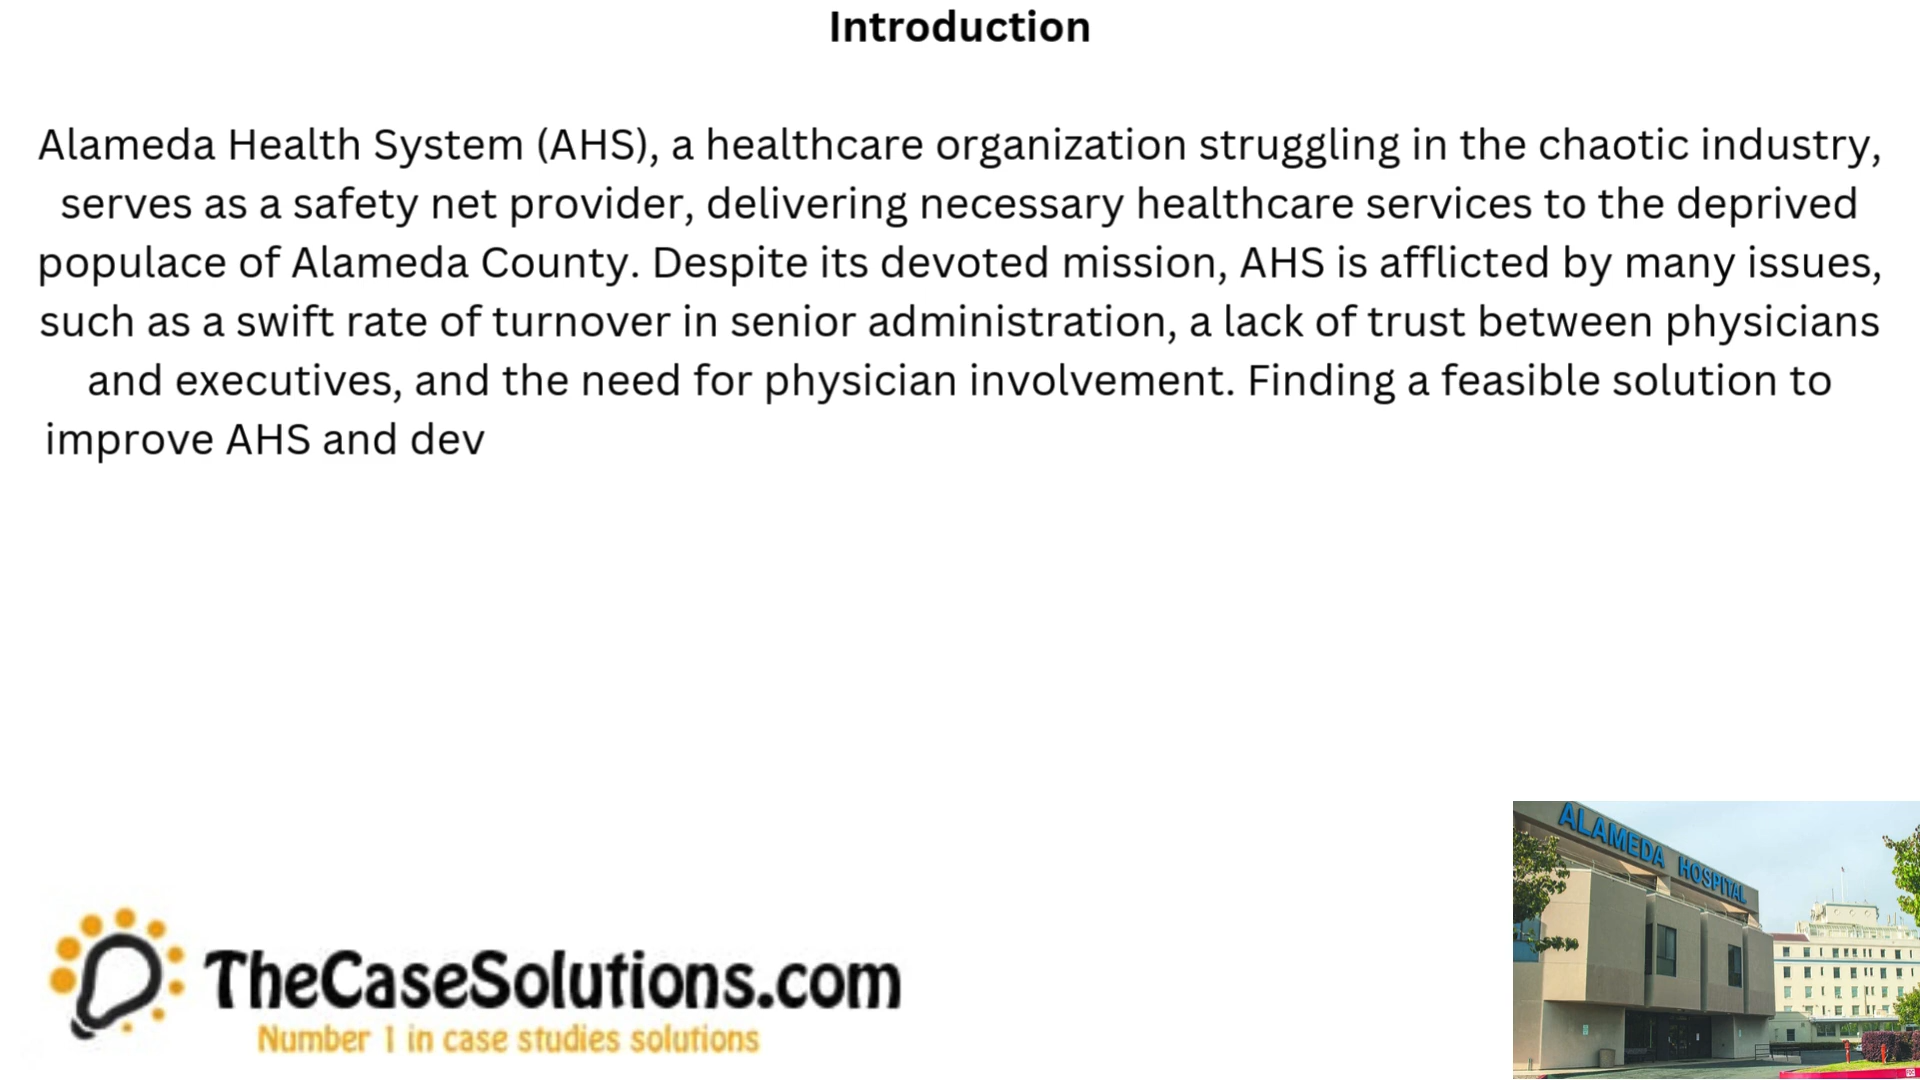 Introduction
Alameda Health System (AHS), a healthcare organization struggling in the chaotic industry,
serves as a safety net provider, delivering necessary healthcare services to the deprived
populace of Alameda County. Despite its devoted mission, AHS is afflicted by many issues,
such as a swift rate of turnover in senior administration, a lack of trust between physicians
and executives, and the need for physician involvement. Finding a feasible solution to
improve AHS and dev
ALAMEDA HOSPITAL
TheCaseSolutions.com
Number 1 in case studies solutions